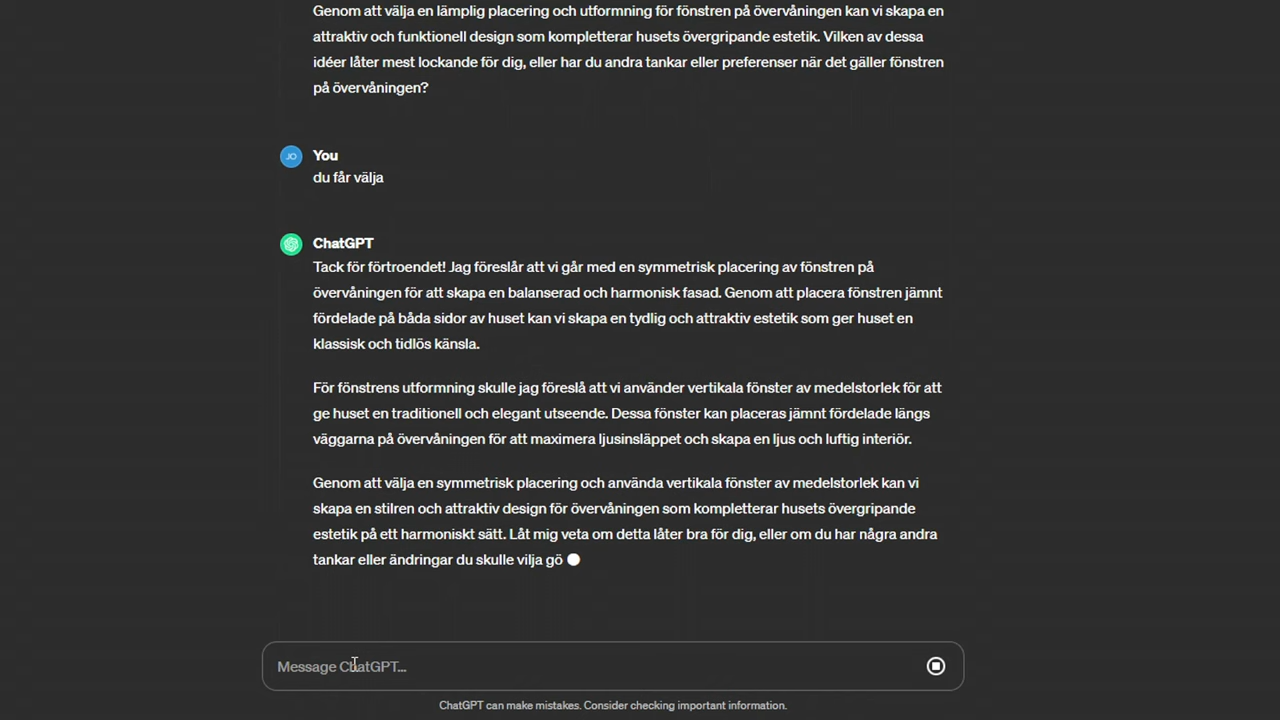 Genom att välja en lämplig placering och utformning för fönstren på övervåningen kan vi skapa en
attraktiv och funktionell design som kompletterar husets övergripande estetik. Vilken av dessa
idéer låter mest lockande för dig, eller har du andra tankar eller preferenser när det gäller fönstren
på övervåningen?
JO You
du får välja
ChatGPT
Tack för förtroendet! Jag föreslår att vi går med en symmetrisk placering av fönstren på
övervåningen för att skapa en balanserad och harmonisk fasad. Genom att placera fönstren jämnt
fördelade på båda sidor av huset kan vi skapa en tydlig och attraktiv estetik som ger huset en
klassisk och tidlös känsla.
För fönstrens utformning skulle jag föreslå att vi använder vertikala fönster av medelstorlek för att
ge huset en traditionell och elegant utseende. Dessa fönster kan placeras jämnt fördelade längs
väggarna på övervåningen för att maximera ljusinsläppet och skapa en ljus och luftig interiör.
Genom att välja en symmetrisk placering och använda vertikala fönster av medelstorlek kan vi
skapa en stilren och attraktiv design för övervåningen som kompletterar husets övergripande
estetik på ett harmoniskt sätt. Låt mig veta om detta låter bra för dig, eller om du har några andra
tankar eller ändringar du skulle vilja gö
Message ChatGPT...
ChatGPT can make mistakes. Consider checking important information.